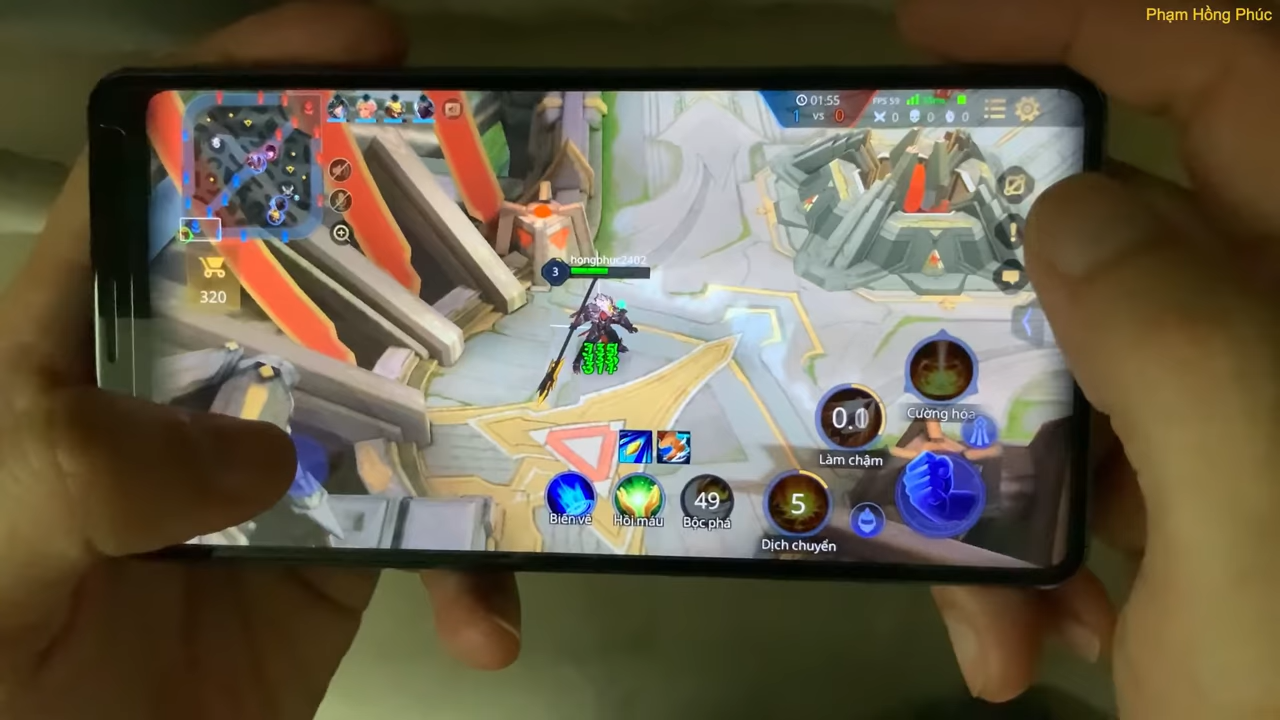 Phạm Hồng Phúc
01:55
FPS 59
1 VS 0
0 0 0
320
hongphuc2402
3
Cường hóa
0.0
Làm chậm
Biến về
Hồi máu
49
Bộc phá
5
Dịch chuyển